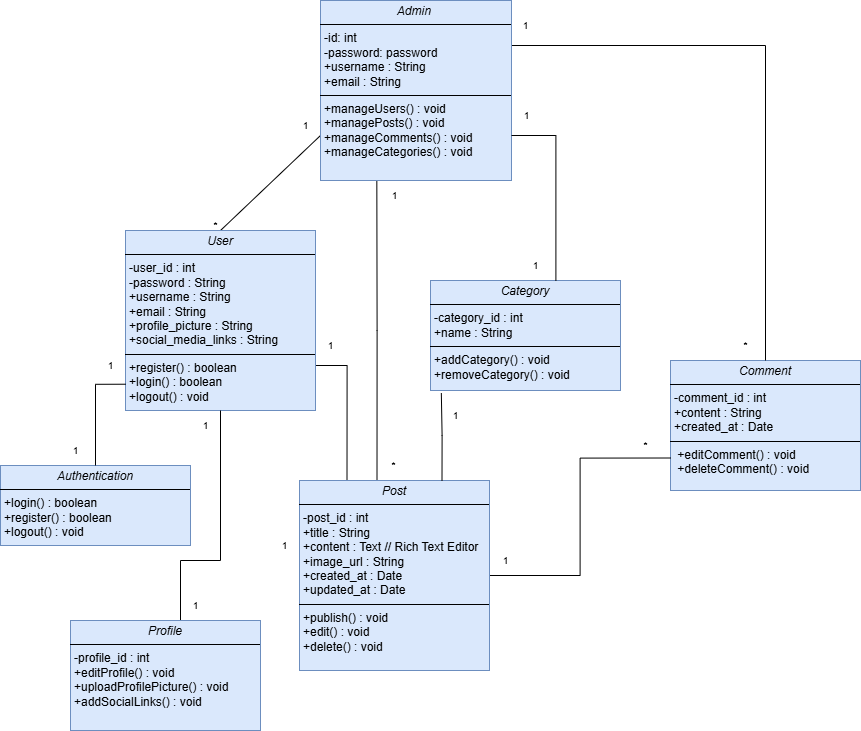 Admin
-id: int
-password: password
+username : String
+email : String
+manageUsers() : void
+managePosts() : void
+manageComments() : void
+manageCategories() : void
1
1
1
1
*
User
-user_id : int
-password : String
+username : String
+email : String
+profile_picture : String
+social_media_links : String
+register() : boolean
+login() : boolean
+logout() : void
1
1
1
Category
-category_id : int
+name : String
+addCategory() : void
+removeCategory() : void
1
1
Comment
-comment_id : int
+content : String
+created_at : Date
+editComment() : void
+deleteComment() : void
*
*
Authentication
+login() : boolean
+register() : boolean
+logout() : void
1
Post
-post_id : int
+title : String
+content : Text // Rich Text Editor
+image_url : String
+created_at : Date
+updated_at : Date
+publish() : void
+edit() : void
+delete() : void
*
1
1
Profile
-profile_id : int
+editProfile() : void
+uploadProfilePicture() : void
+addSocialLinks() : void
1